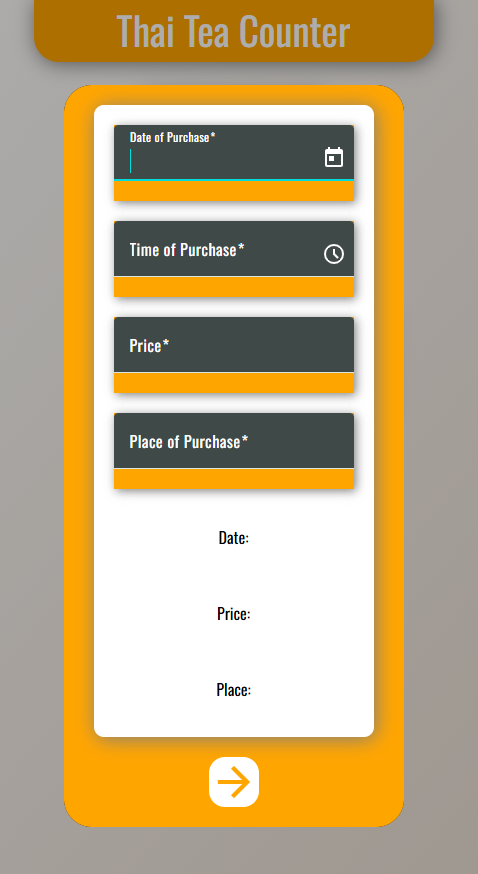 Thai Tea Counter
Date of Purchase*
Time of Purchase*
Price*
Place of Purchase*
Date:
Price:
Place: